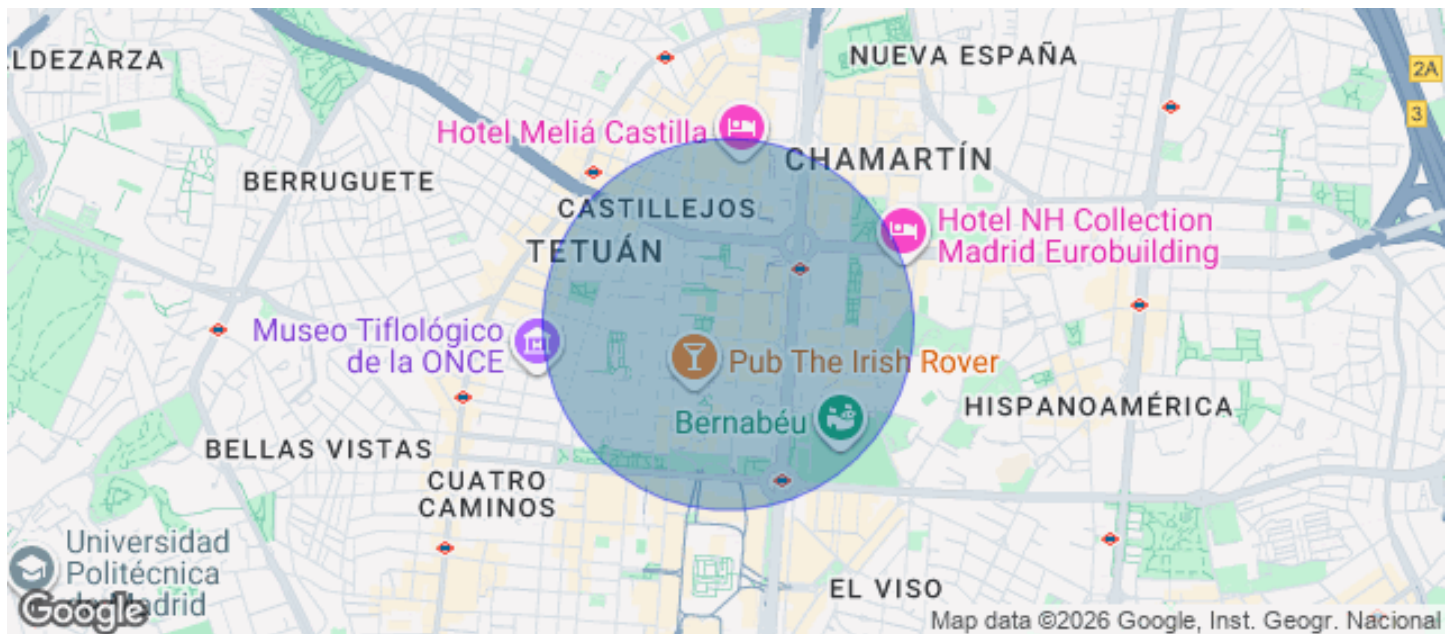 LDEZARZA
NUEVA ESPAÑA
2A
3
Hotel Meliá Castilla
CHAMARTÍN
BERRUGUETE
CASTILLEJOS
TETUÁN
Hotel NH Collection
Madrid Eurobuilding
Museo Tiflológico
de la ONCE
Pub The Irish Rover
Bernabéu
HISPANOAMÉRICA
BELLAS VISTAS
CUATRO
CAMINOS
Universidad
Politécnica
de Madrid
EL VISO
Google
Map data ©2026 Google, Inst. Geogr. Nacional